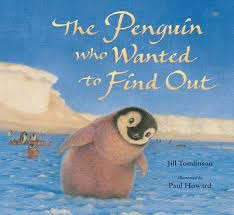 The Penguin
who Wanted
to Find Out
Jill Tomlinson
illustrated by
Paul Howard